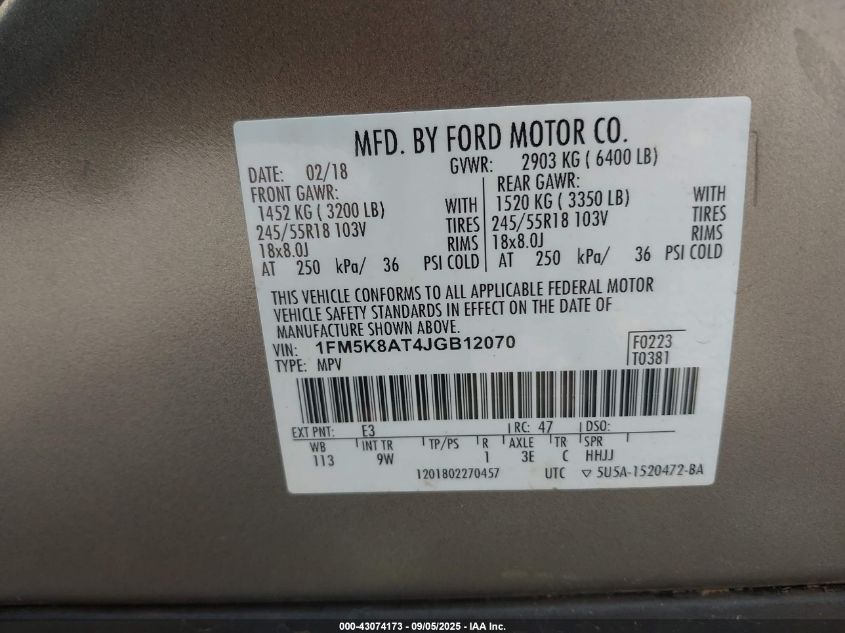 MFD. BY FORD MOTOR CO.
DATE: 02/18 GVWR: 2903 KG ( 6400 LB)
FRONT GAWR: REAR GAWR:
1452 KG ( 3200 LB) WITH 1520 KG ( 3350 LB) WITH
245/55R18 103V TIRES 245/55R18 103V TIRES
18x8.0J RIMS 18x8.0J RIMS
AT 250 kPa/ 36 PSI COLD AT 250 kPa/ 36 PSI COLD
THIS VEHICLE CONFORMS TO ALL APPLICABLE FEDERAL MOTOR
VEHICLE SAFETY STANDARDS IN EFFECT ON THE DATE OF
MANUFACTURE SHOWN ABOVE.
VIN: 1FM5K8AT4JGB12070 F0223
TYPE: MPV T0381
EXT PNT: E3 RC: 47 DSO:
WB INT TR TP/PS R AXLE TR SPR
113 9W 1 3E C HHJJ
1201802270457 UTC ▽ 5U5A-1520472-BA
000-43074173 - 09/05/2025 - IAA Inc.